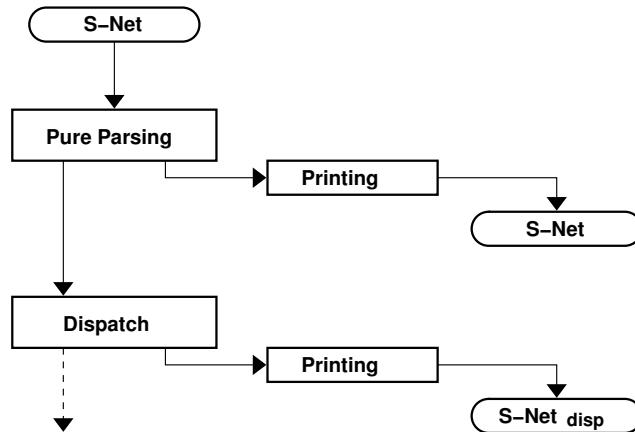 S–Net
Pure Parsing
Printing
S–Net
Dispatch
Printing
S–Net disp